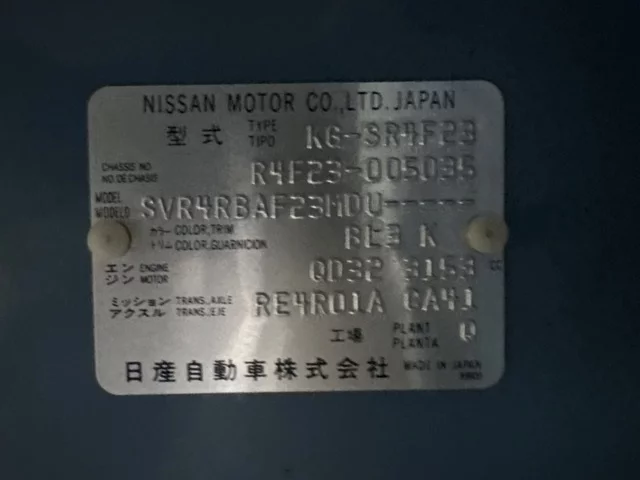 NISSAN MOTOR CO.,LTD. JAPAN
型式 TYPE TIPO KG-SR4F23
CHASSIS NO. NO. DE CHASIS R4F23-005035
MODEL MODELO SVR4RBAF23MDU-----
カラー COLOR,TRIM
トリム COLOR,GUARNICION BL3 K
エンジン ENGINE MOTOR QD32 3153 CC
ミッション TRANS.,AXLE
アクスル TRANS.,EJE RE4R01A CA41
工場 PLANT PLANTA Q
日産自動車株式会社 MADE IN JAPAN